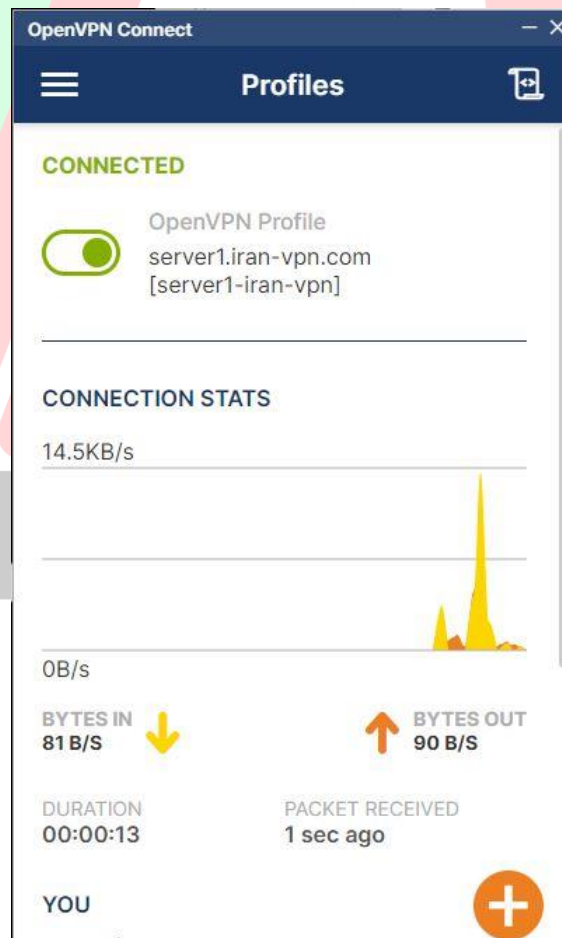 OpenVPN Connect
Profiles
CONNECTED
OpenVPN Profile
server1.iran-vpn.com
[server1-iran-vpn]
CONNECTION STATS
14.5KB/s
0B/s
BYTES IN
81 B/S
BYTES OUT
90 B/S
DURATION
00:00:13
PACKET RECEIVED
1 sec ago
YOU